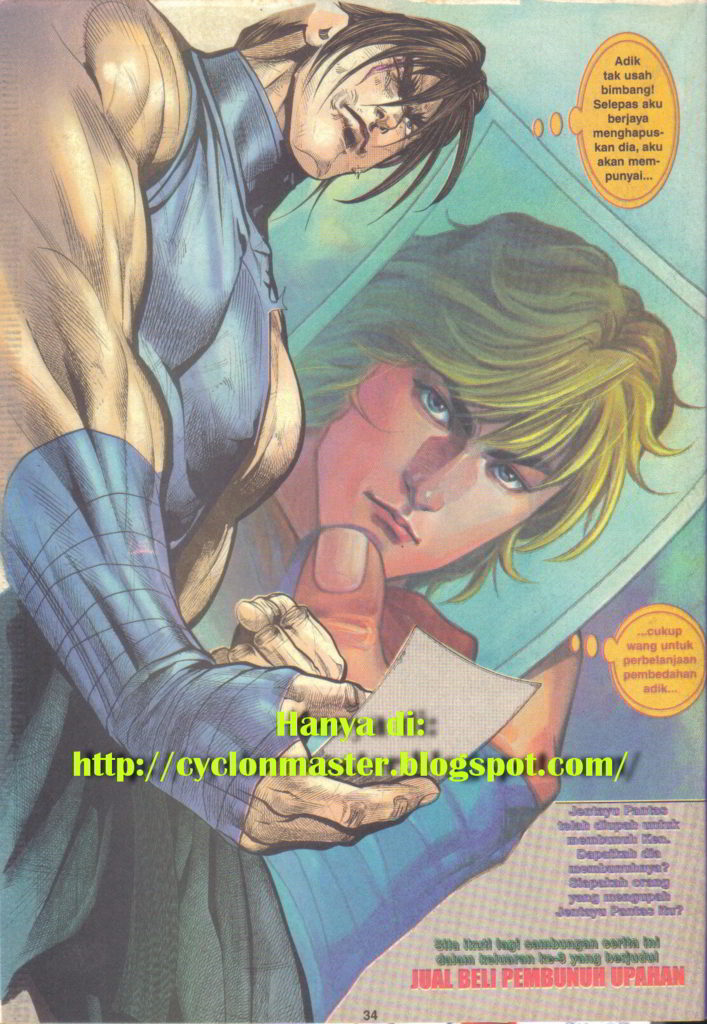 Adik
tak usah
bimbang!
Selepas aku
berjaya
menghapus-
kan dia, aku
akan mem-
punyai...
...cukup
wang untuk
perbelanjaan
pembedahan
adik...
Hanya di:
http://cyclonmaster.blogspot.com/
Jentayu Pantas
telah diupah untuk
membunuh Ken.
Dapatkah dia
membunuhnya?
Siapakah orang
yang mengupah
Jentayu Pantas itu?
Sila ikuti lagi sambungan cerita ini
dalam keluaran ke-3 yang berjudul
JUAL BELI PEMBUNUH UPAHAN
34